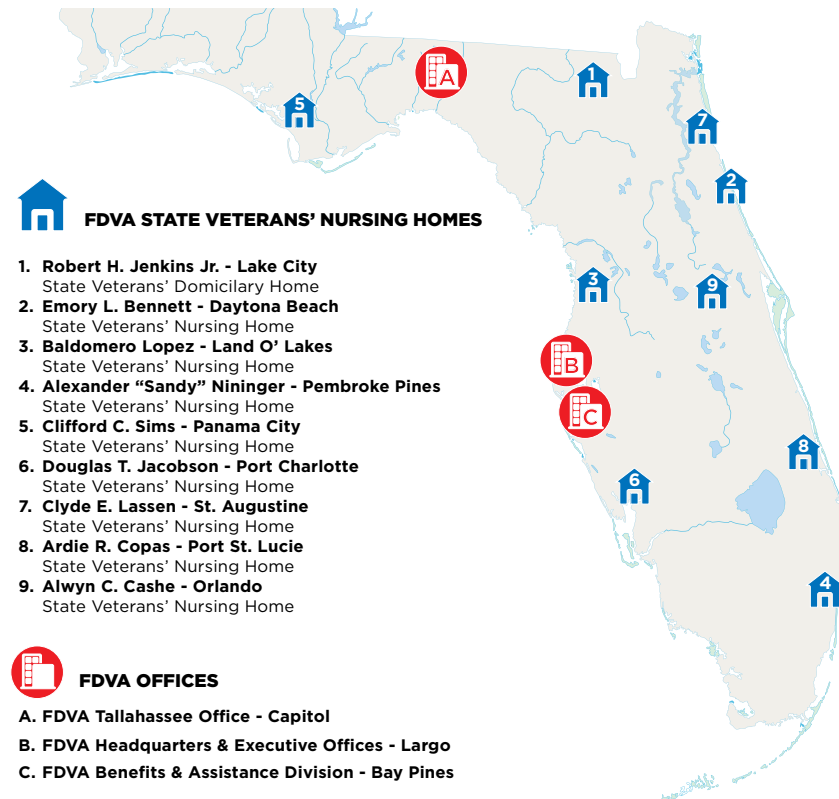 A
1
5
7
2
FDVA STATE VETERANS’ NURSING HOMES
1. Robert H. Jenkins Jr. - Lake City
State Veterans’ Domicilary Home
2. Emory L. Bennett - Daytona Beach
State Veterans’ Nursing Home
3. Baldomero Lopez - Land O’ Lakes
State Veterans’ Nursing Home
4. Alexander “Sandy” Nininger - Pembroke Pines
State Veterans’ Nursing Home
5. Clifford C. Sims - Panama City
State Veterans’ Nursing Home
6. Douglas T. Jacobson - Port Charlotte
State Veterans’ Nursing Home
7. Clyde E. Lassen - St. Augustine
State Veterans’ Nursing Home
8. Ardie R. Copas - Port St. Lucie
State Veterans’ Nursing Home
9. Alwyn C. Cashe - Orlando
State Veterans’ Nursing Home
3
9
B
C
8
6
4
FDVA OFFICES
A. FDVA Tallahassee Office - Capitol
B. FDVA Headquarters & Executive Offices - Largo
C. FDVA Benefits & Assistance Division - Bay Pines